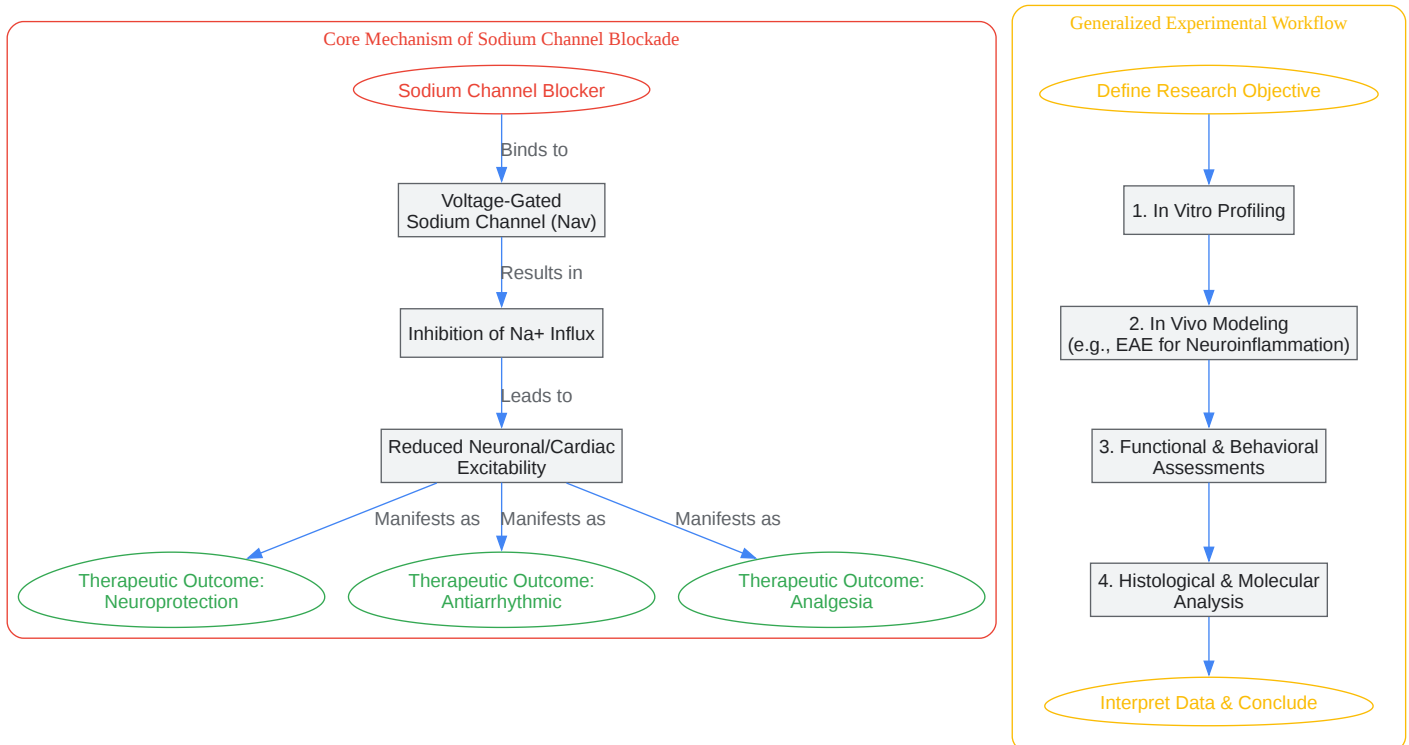 Core Mechanism of Sodium Channel Blockade
Sodium Channel Blocker
Binds to
Voltage-Gated
Sodium Channel (Nav)
Results in
Inhibition of Na+ Influx
Leads to
Reduced Neuronal/Cardiac
Excitability
Manifests as
Manifests as
Manifests as
Therapeutic Outcome:
Neuroprotection
Therapeutic Outcome:
Antiarrhythmic
Therapeutic Outcome:
Analgesia
Generalized Experimental Workflow
Define Research Objective
1. In Vitro Profiling
2. In Vivo Modeling
(e.g., EAE for Neuroinflammation)
3. Functional & Behavioral
Assessments
4. Histological & Molecular
Analysis
Interpret Data & Conclude